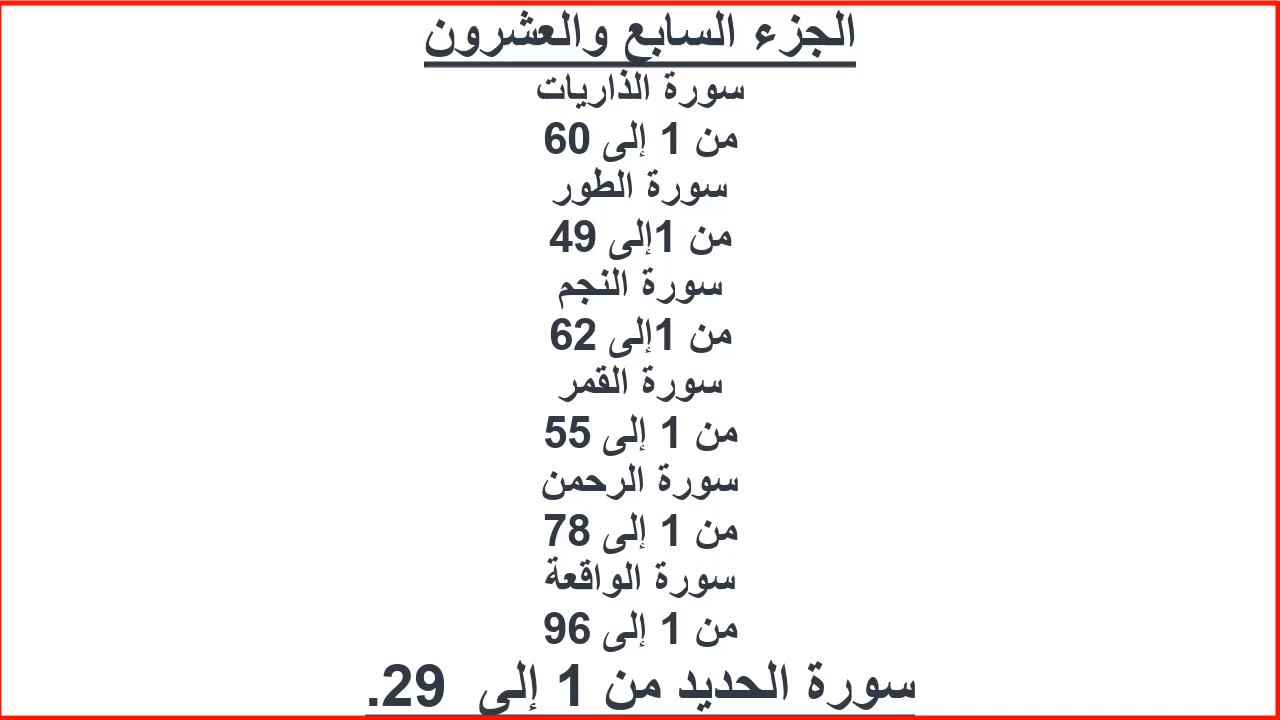 الجزء السابع والعشرون
سورة الذاريات
من 1 إلى 60
سورة الطور
من 1إلى 49
سورة النجم
من 1إلى 62
سورة القمر
من 1 إلى 55
سورة الرحمن
من 1 إلى 78
سورة الواقعة
من 1 إلى 96
سورة الحديد من 1 إلى 29.